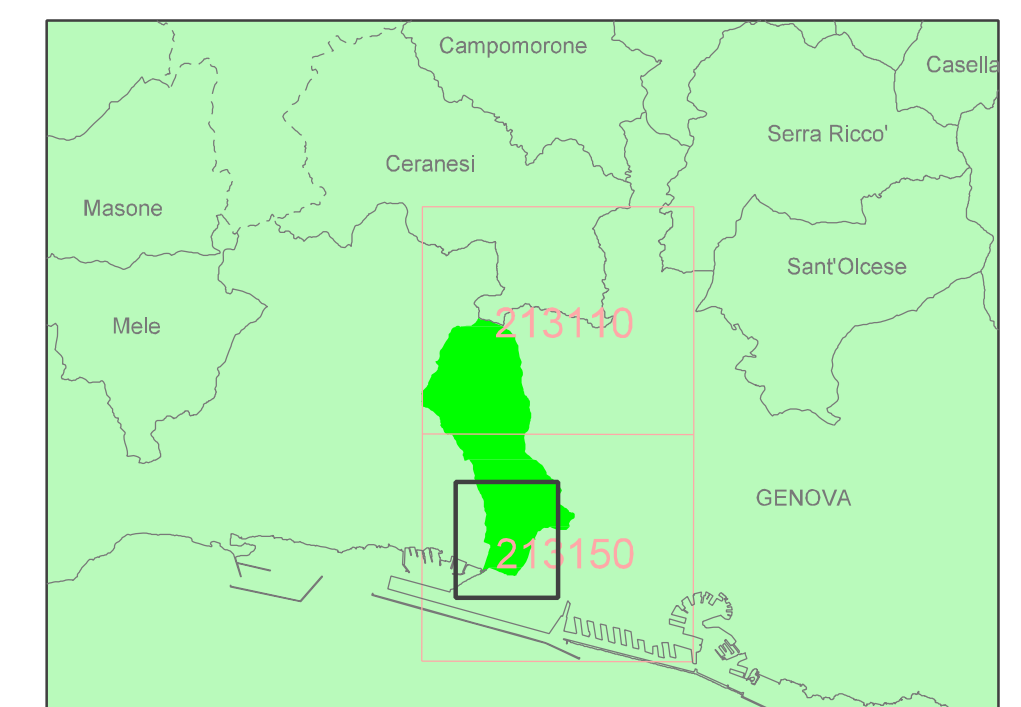 Campomorone
Casella
Serra Ricco'
Ceranesi
Masone
Sant'Olcese
Mele
213110
GENOVA
213150